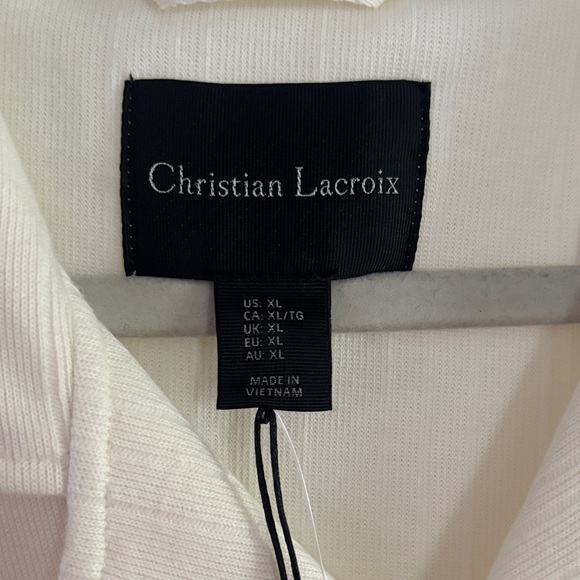 Christian Lacroix
US: XL
CA: XL/TG
UK: XL
EU: XL
AU: XL
MADE IN
VIETNAM